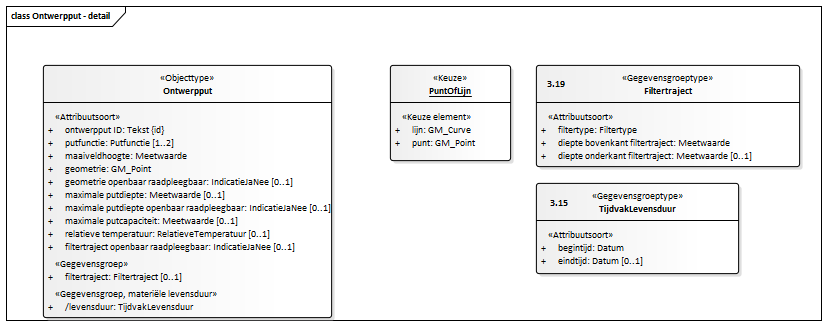 class Ontwerpput - detail
«Objecttype»
Ontwerpput
«Attribuutsoort»
+ ontwerpput ID: Tekst {id}
+ putfunctie: Putfunctie [1..2]
+ maaiveldhoogte: Meetwaarde
+ geometrie: GM_Point
+ geometrie openbaar raadpleegbaar: IndicatieJaNee [0..1]
+ maximale putdiepte: Meetwaarde [0..1]
+ maximale putdiepte openbaar raadpleegbaar: IndicatieJaNee [0..1]
+ maximale putcapaciteit: Meetwaarde [0..1]
+ relatieve temperatuur: RelatieveTemperatuur [0..1]
+ filtertraject openbaar raadpleegbaar: IndicatieJaNee [0..1]
«Gegevensgroep»
+ filtertraject: Filtertraject [0..1]
«Gegevensgroep, materiële levensduur»
+ /levensduur: TijdvakLevensduur
«Keuze»
PuntOfLijn
«Keuze element»
+ lijn: GM_Curve
+ punt: GM_Point
3.19
«Gegevensgroeptype»
Filtertraject
«Attribuutsoort»
+ filtertype: Filtertype
+ diepte bovenkant filtertraject: Meetwaarde
+ diepte onderkant filtertraject: Meetwaarde [0..1]
3.15
«Gegevensgroeptype»
TijdvakLevensduur
«Attribuutsoort»
+ begintijd: Datum
+ eindtijd: Datum [0..1]